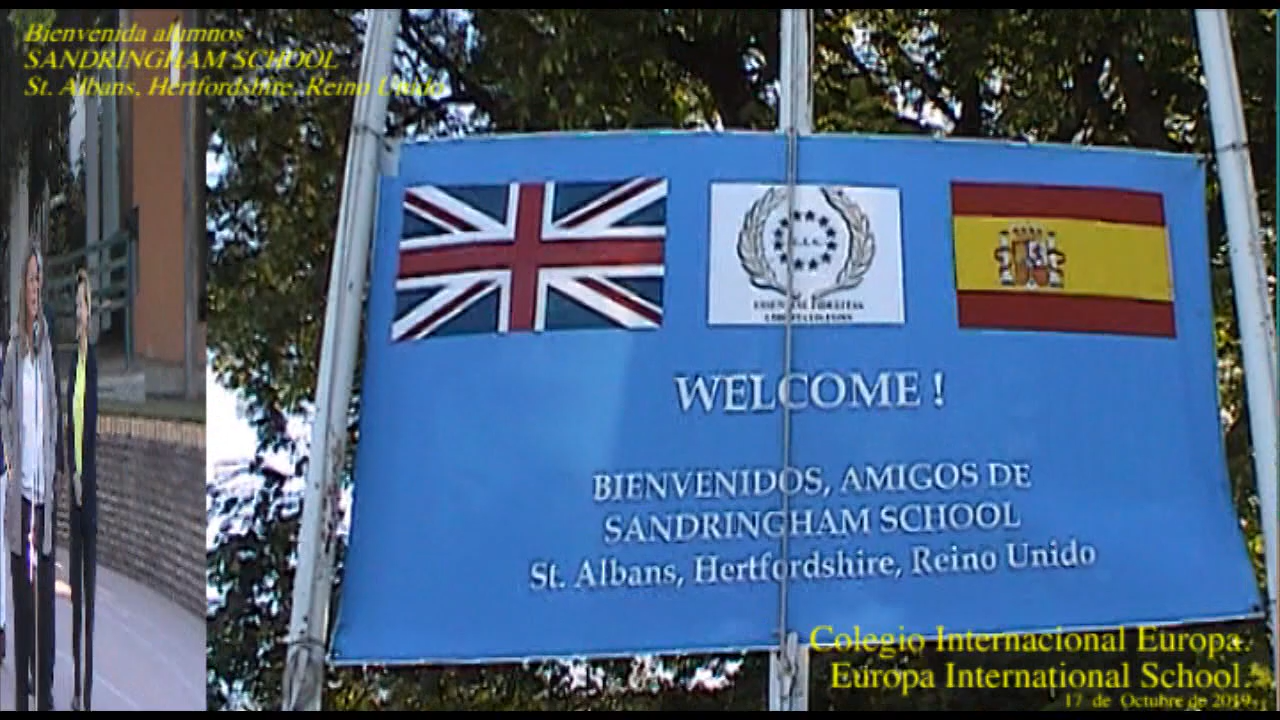 Bienvenida alumnos
SANDRINGHAM SCHOOL
St. Albans, Hertfordshire, Reino Unido
WELCOME !
BIENVENIDOS, AMIGOS DE
SANDRINGHAM SCHOOL
St. Albans, Hertfordshire, Reino Unido
Colegio Internacional Europa.
Europa International School.
17 de Octubre de 2019.